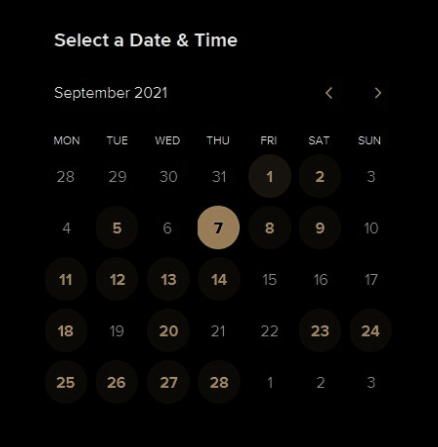 Select a Date & Time
September 2021
MON TUE WED THU FRI SAT SUN
28 29 30 31 1 2 3
4 5 6 7 8 9 10
11 12 13 14 15 16 17
18 19 20 21 22 23 24
25 26 27 28 1 2 3